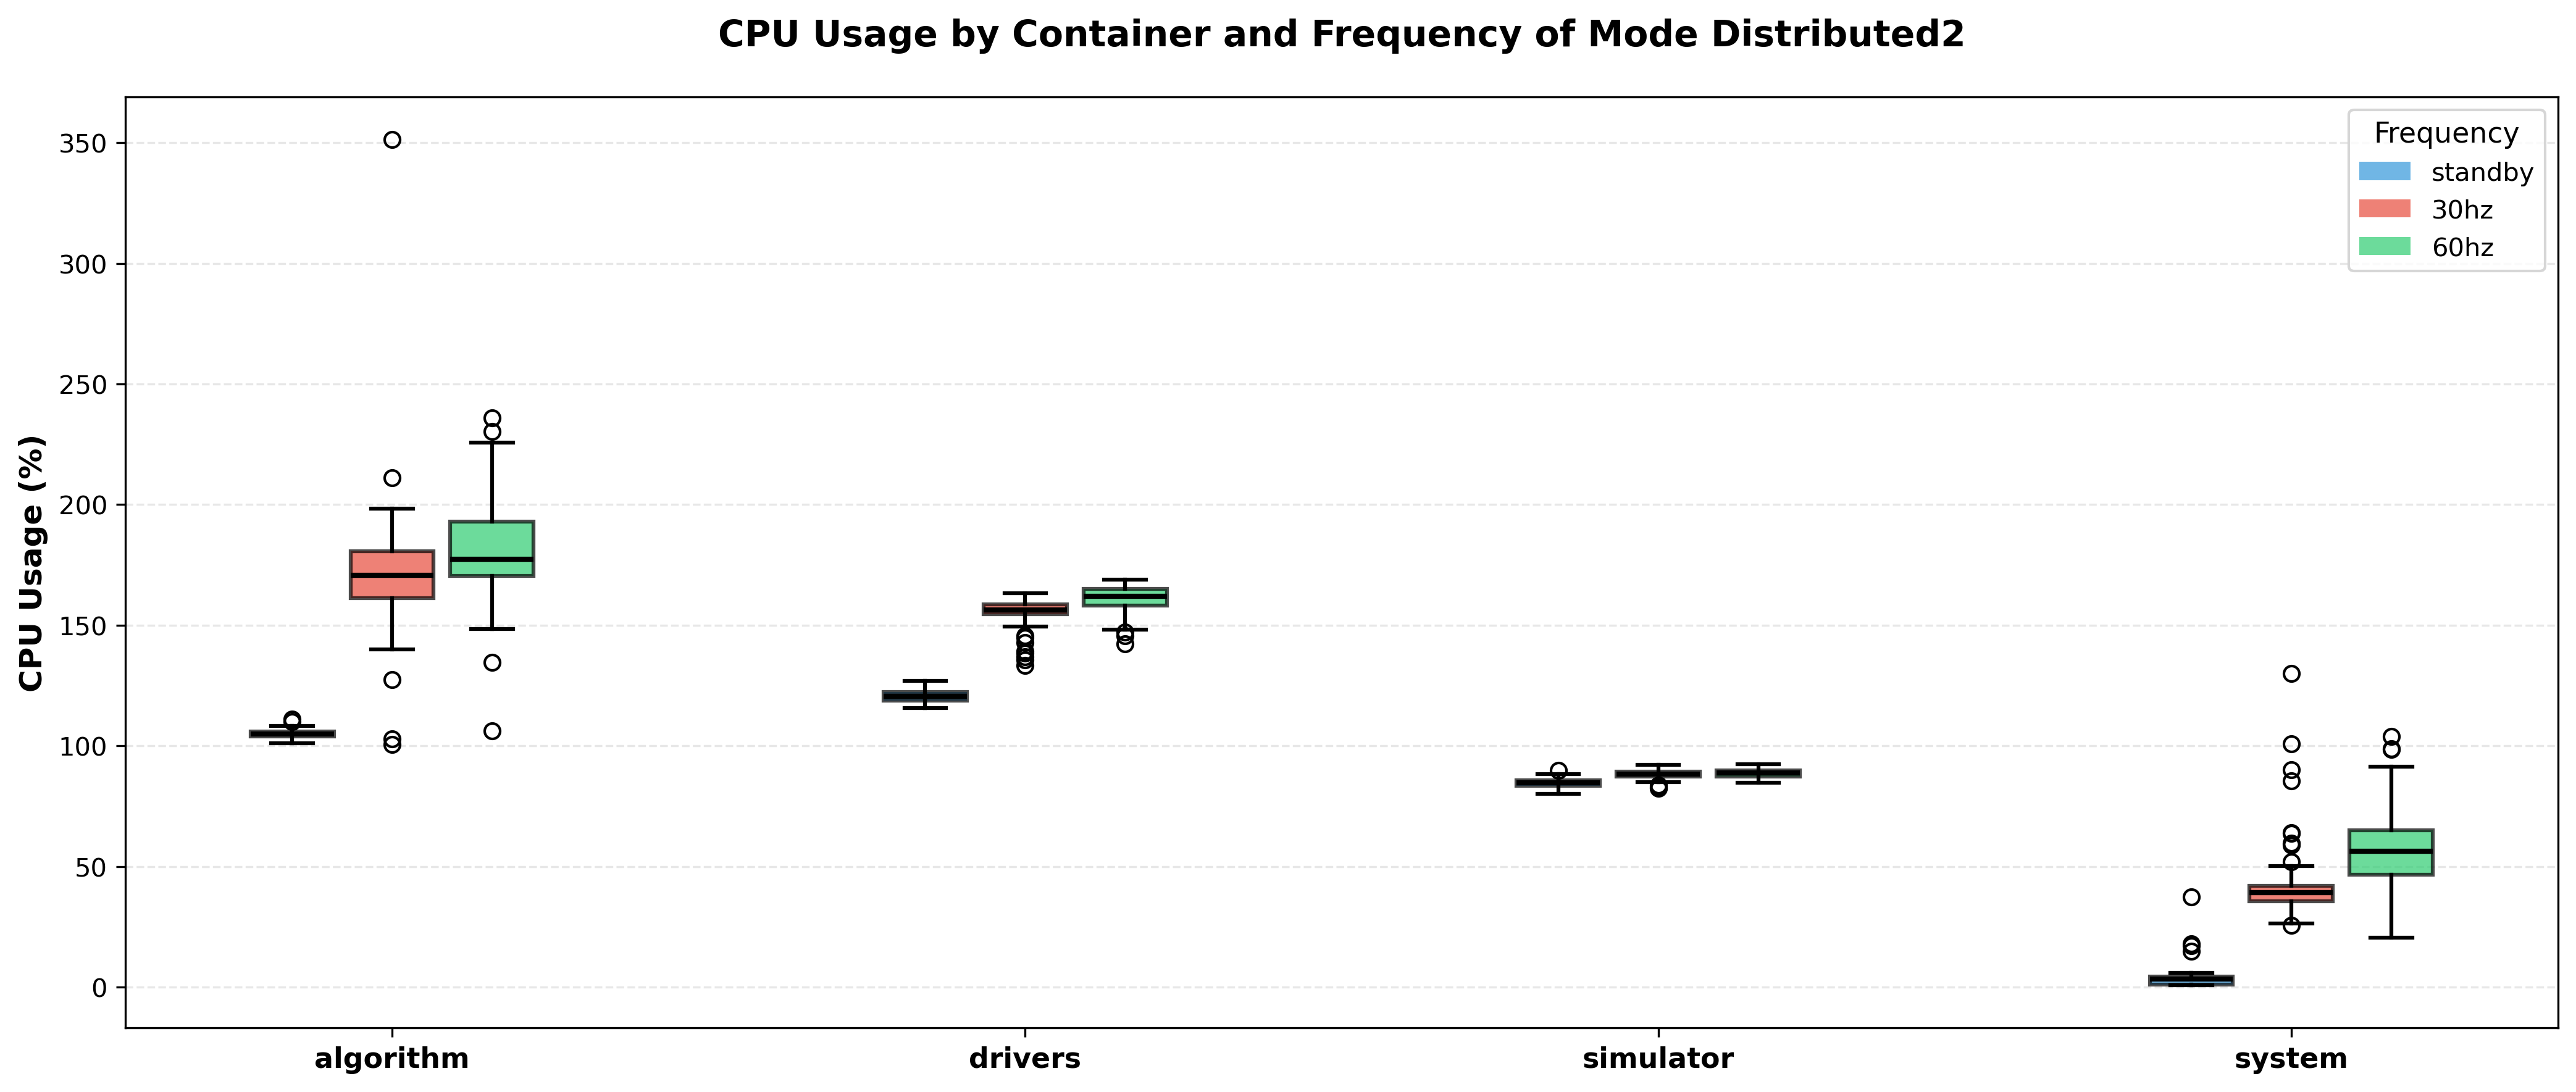 CPU Usage by Container and Frequency of Mode Distributed2
CPU Usage (%)
350
300
250
200
150
100
50
0
Frequency
standby
30hz
60hz
algorithm
drivers
simulator
system